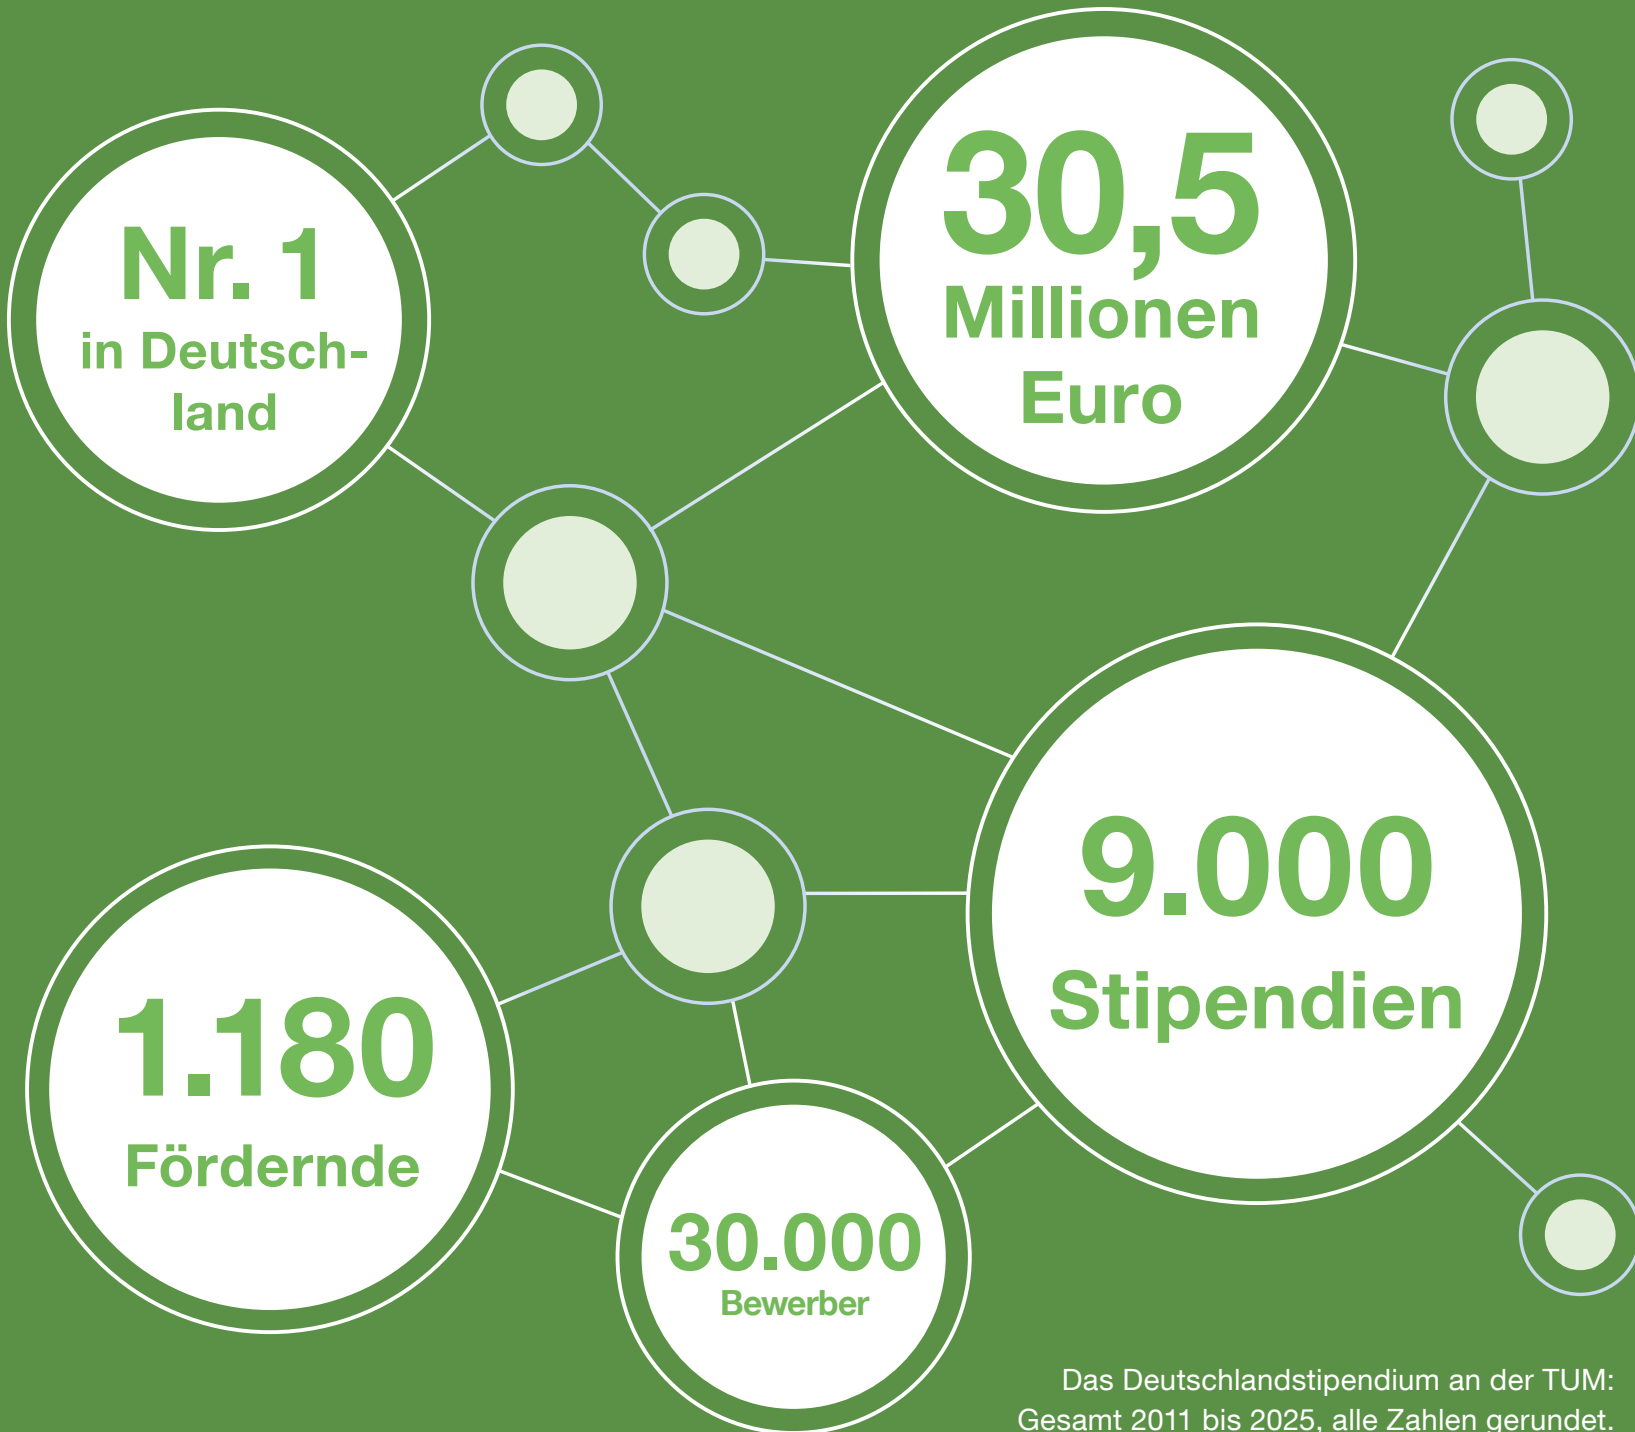 Nr. 1
in Deutsch-
land
30,5
Millionen
Euro
9.000
Stipendien
1.180
Fördernde
30.000
Bewerber
Das Deutschlandstipendium an der TUM:
Gesamt 2011 bis 2025, alle Zahlen gerundet.